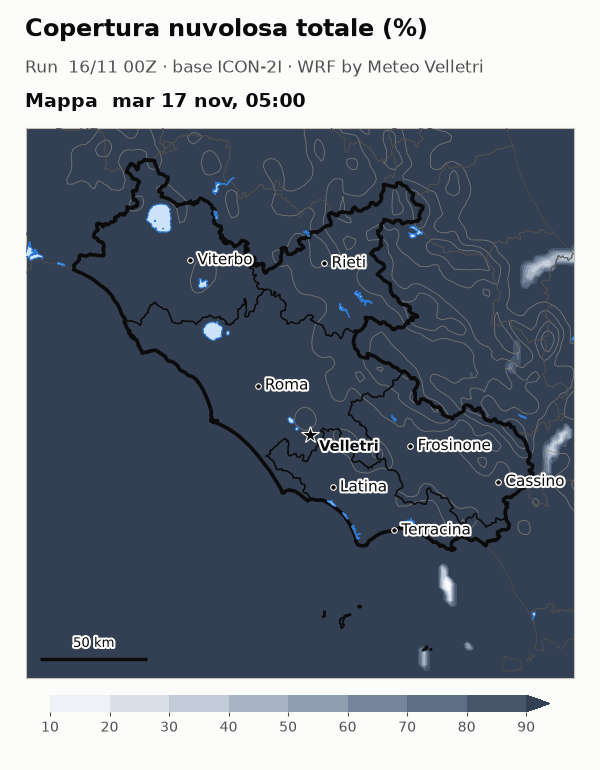 Copertura nuvolosa totale (%)
Run  16/11 00Z · base ICON-2I · WRF by Meteo Velletri
Mappa  mar 17 nov, 05:00
Viterbo
Rieti
Roma
Velletri
Frosinone
Cassino
Latina
Terracina
50 km
10 20 30 40 50 60 70 80 90